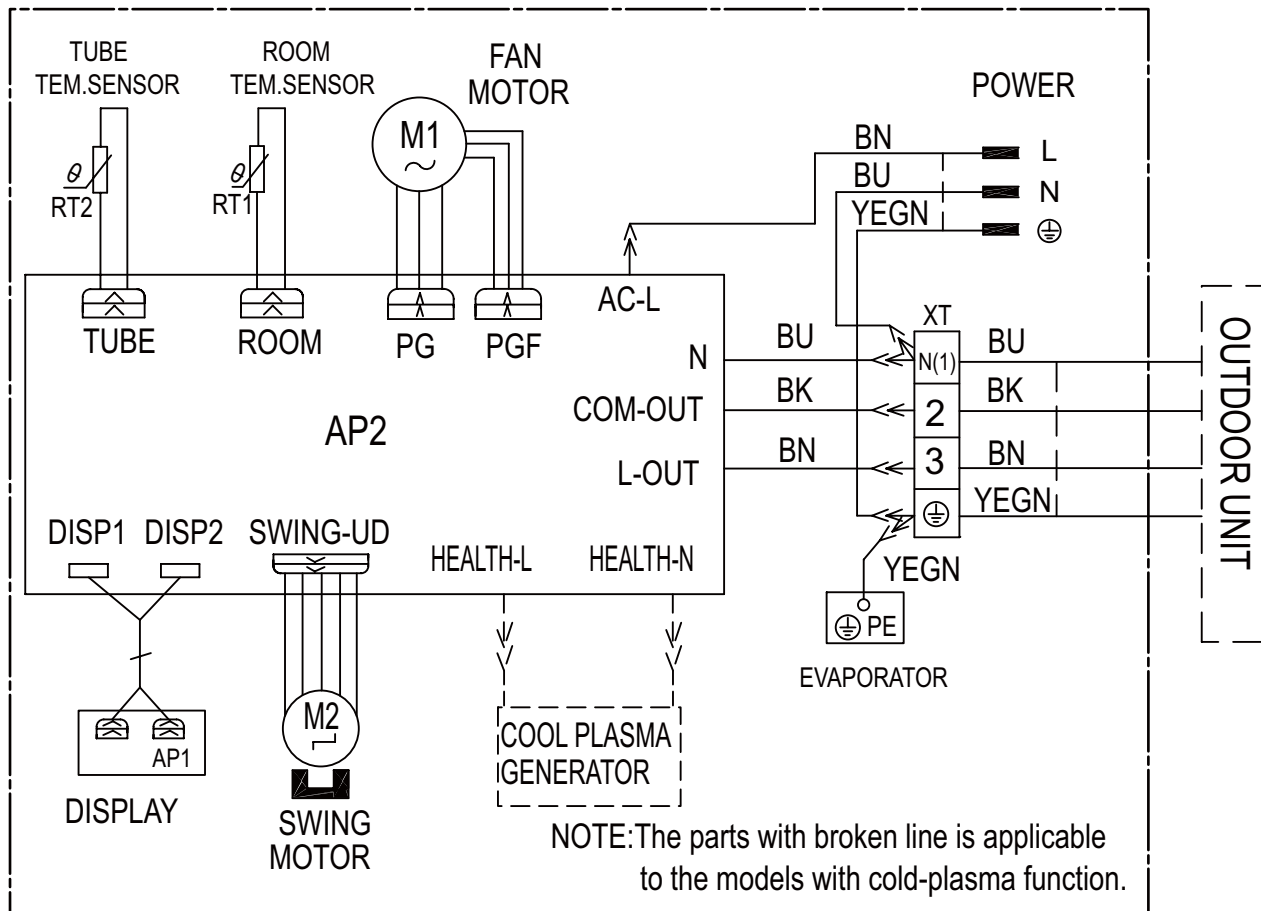 TUBE
TEM.SENSOR
ROOM
TEM.SENSOR
FAN
MOTOR
POWER
M1
BN
L
BU
N
YEGN
θ
RT2
θ
RT1
AC-L
XT
TUBE
ROOM
PG
PGF
N
BU
N(1)
BU
COM-OUT
BK
2
BK
AP2
L-OUT
BN
3
BN
YEGN
OUTDOOR UNIT
DISP1
DISP2
SWING-UD
HEALTH-L
HEALTH-N
YEGN
PE
EVAPORATOR
M2
AP1
DISPLAY
COOL PLASMA
GENERATOR
SWING
MOTOR
NOTE:The parts with broken line is applicable
to the models with cold-plasma function.